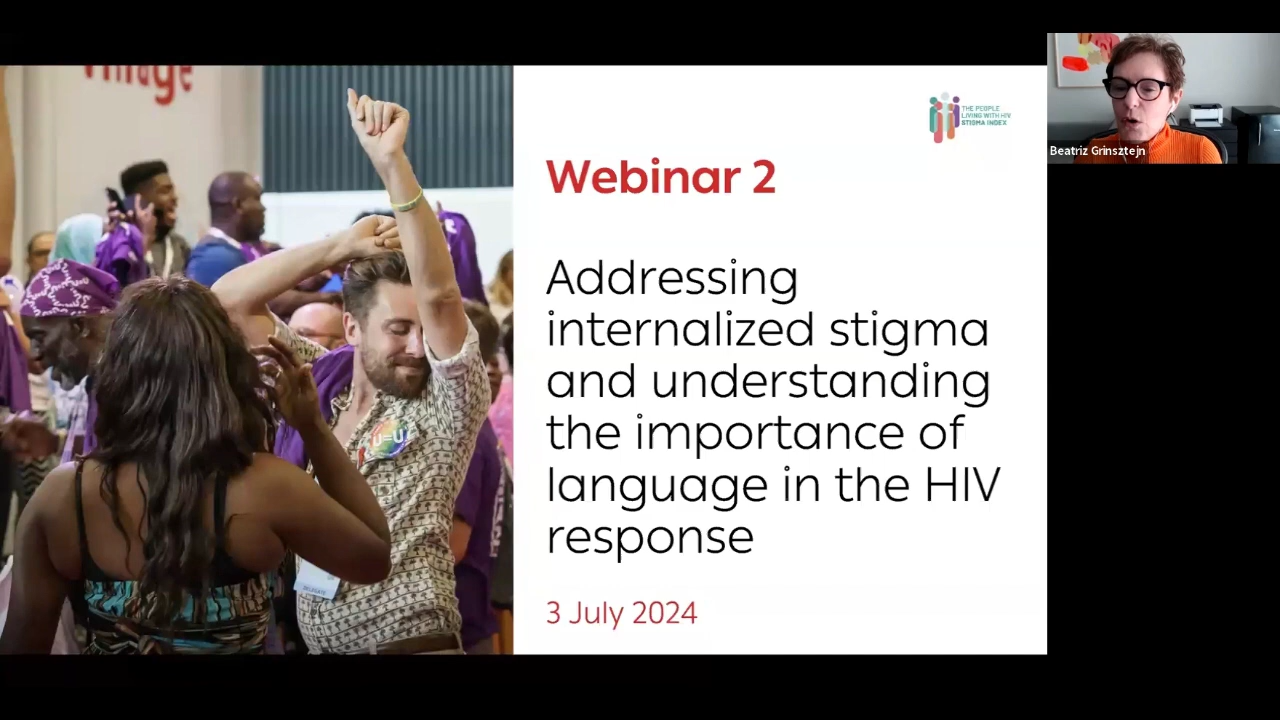 Village
THE PEOPLE
LIVING WITH HIV
STIGMA INDEX
Webinar 2
Addressing
internalized stigma
and understanding
the importance of
language in the HIV
response
3 July 2024
U=U
DELEGATE
Beatriz Grinsztejn